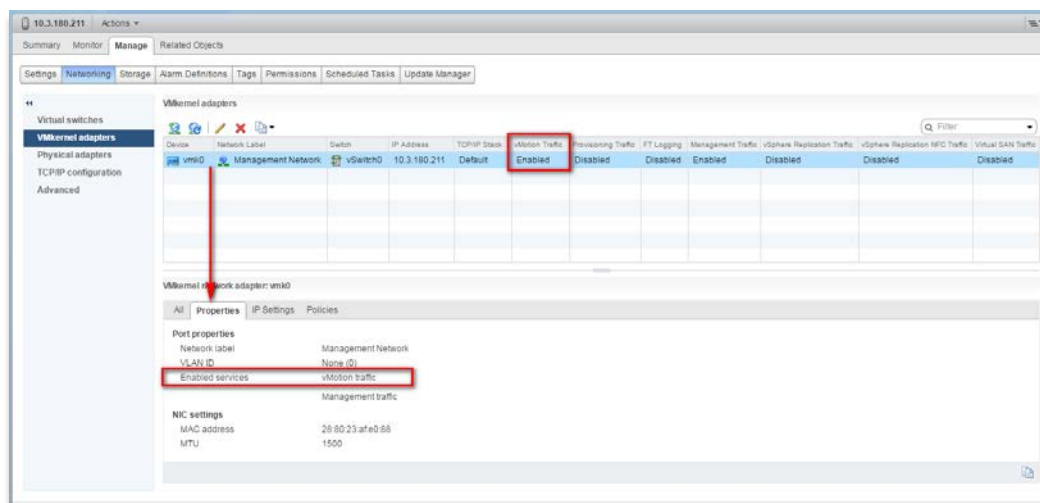 10.3.180.211 Actions
Summary Monitor Manage Related Objects
Settings Networking Storage Alarm Definitions Tags Permissions Scheduled Tasks Update Manager
Virtual switches
VMkernel adapters
Physical adapters
TCP/IP configuration
Advanced
VMkernel adapters
Filter
Device Network Label Switch IP Address TCP/IP Stack vMotion Traffic Provisioning Traffic FT Logging Management Traffic vSphere Replication Traffic vSphere Replication NFC Traffic Virtual SAN Traffic
vmk0 Management Network vSwitch0 10.3.180.211 Default Enabled Disabled Disabled Enabled Disabled Disabled Disabled
VMkernel network adapter: vmk0
All Properties IP Settings Policies
Port properties
Network label Management Network
VLAN ID None (0)
Enabled services vMotion traffic
Management traffic
NIC settings
MAC address 28:80:23:af:e0:88
MTU 1500